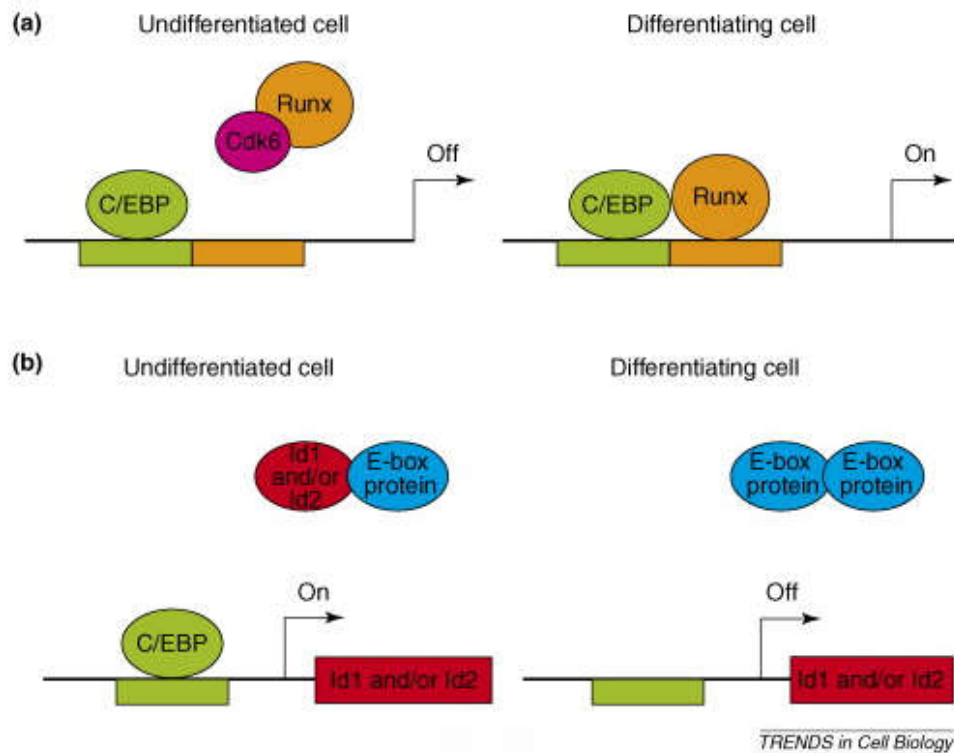 (a)
Undifferentiated cell
Differentiating cell
Runx
Cdk6
Off
C/EBP
On
C/EBP
Runx
(b)
Undifferentiated cell
Differentiating cell
Id1
and/or
Id2
E-box
protein
E-box
protein
E-box
protein
On
C/EBP
Id1 and/or Id2
Off
Id1 and/or Id2
TRENDS in Cell Biology